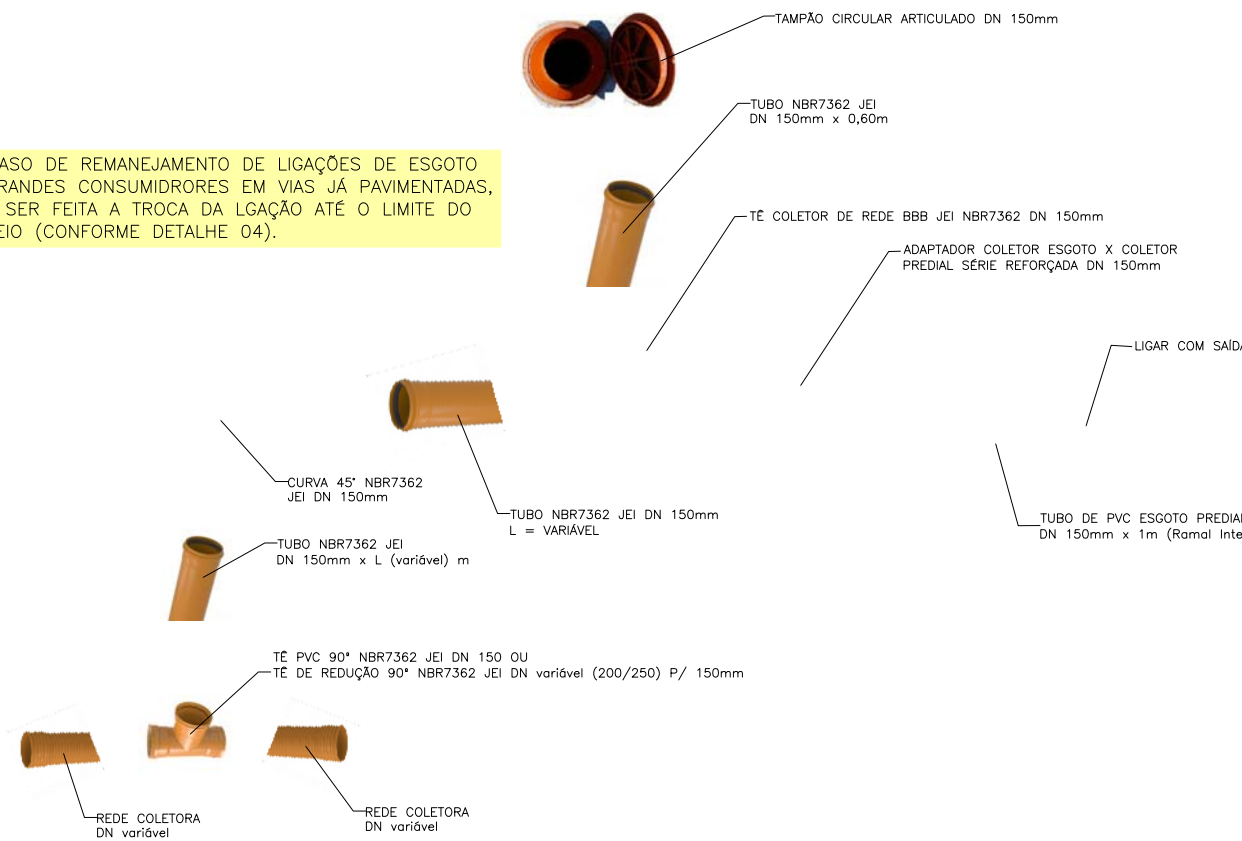 TAMPÃO CIRCULAR ARTICULADO DN 150mm
TUBO NBR7362 JEI
DN 150mm x 0,60m
ASO DE REMANEJAMENTO DE LIGAÇÕES DE ESGOTO
RANDES CONSUMIDRORES EM VIAS JÁ PAVIMENTADAS,
SER FEITA A TROCA DA LGAÇÃO ATÉ O LIMITE DO
EIO (CONFORME DETALHE 04).
TÊ COLETOR DE REDE BBB JEI NBR7362 DN 150mm
ADAPTADOR COLETOR ESGOTO X COLETOR
PREDIAL SÉRIE REFORÇADA DN 150mm
LIGAR COM SAÍDA
CURVA 45° NBR7362
JEI DN 150mm
TUBO NBR7362 JEI DN 150mm
L = VARIÁVEL
TUBO DE PVC ESGOTO PREDIAL
DN 150mm x 1m (Ramal Inte
TUBO NBR7362 JEI
DN 150mm x L (variável) m
TÊ PVC 90° NBR7362 JEI DN 150 OU
TÊ DE REDUÇÃO 90° NBR7362 JEI DN variável (200/250) P/ 150mm
REDE COLETORA
DN variável
REDE COLETORA
DN variável